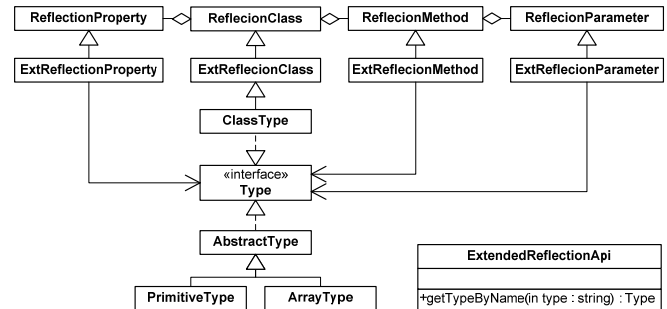 ReflectionProperty
ReflecionClass
ReflecionMethod
ReflecionParameter
ExtReflectionProperty
ExtReflecionClass
ExtReflecionMethod
ExtReflecionParameter
ClassType
«interface»
Type
AbstractType
PrimitiveType
ArrayType
ExtendedReflectionApi
+getTypeByName(in type : string) : Type